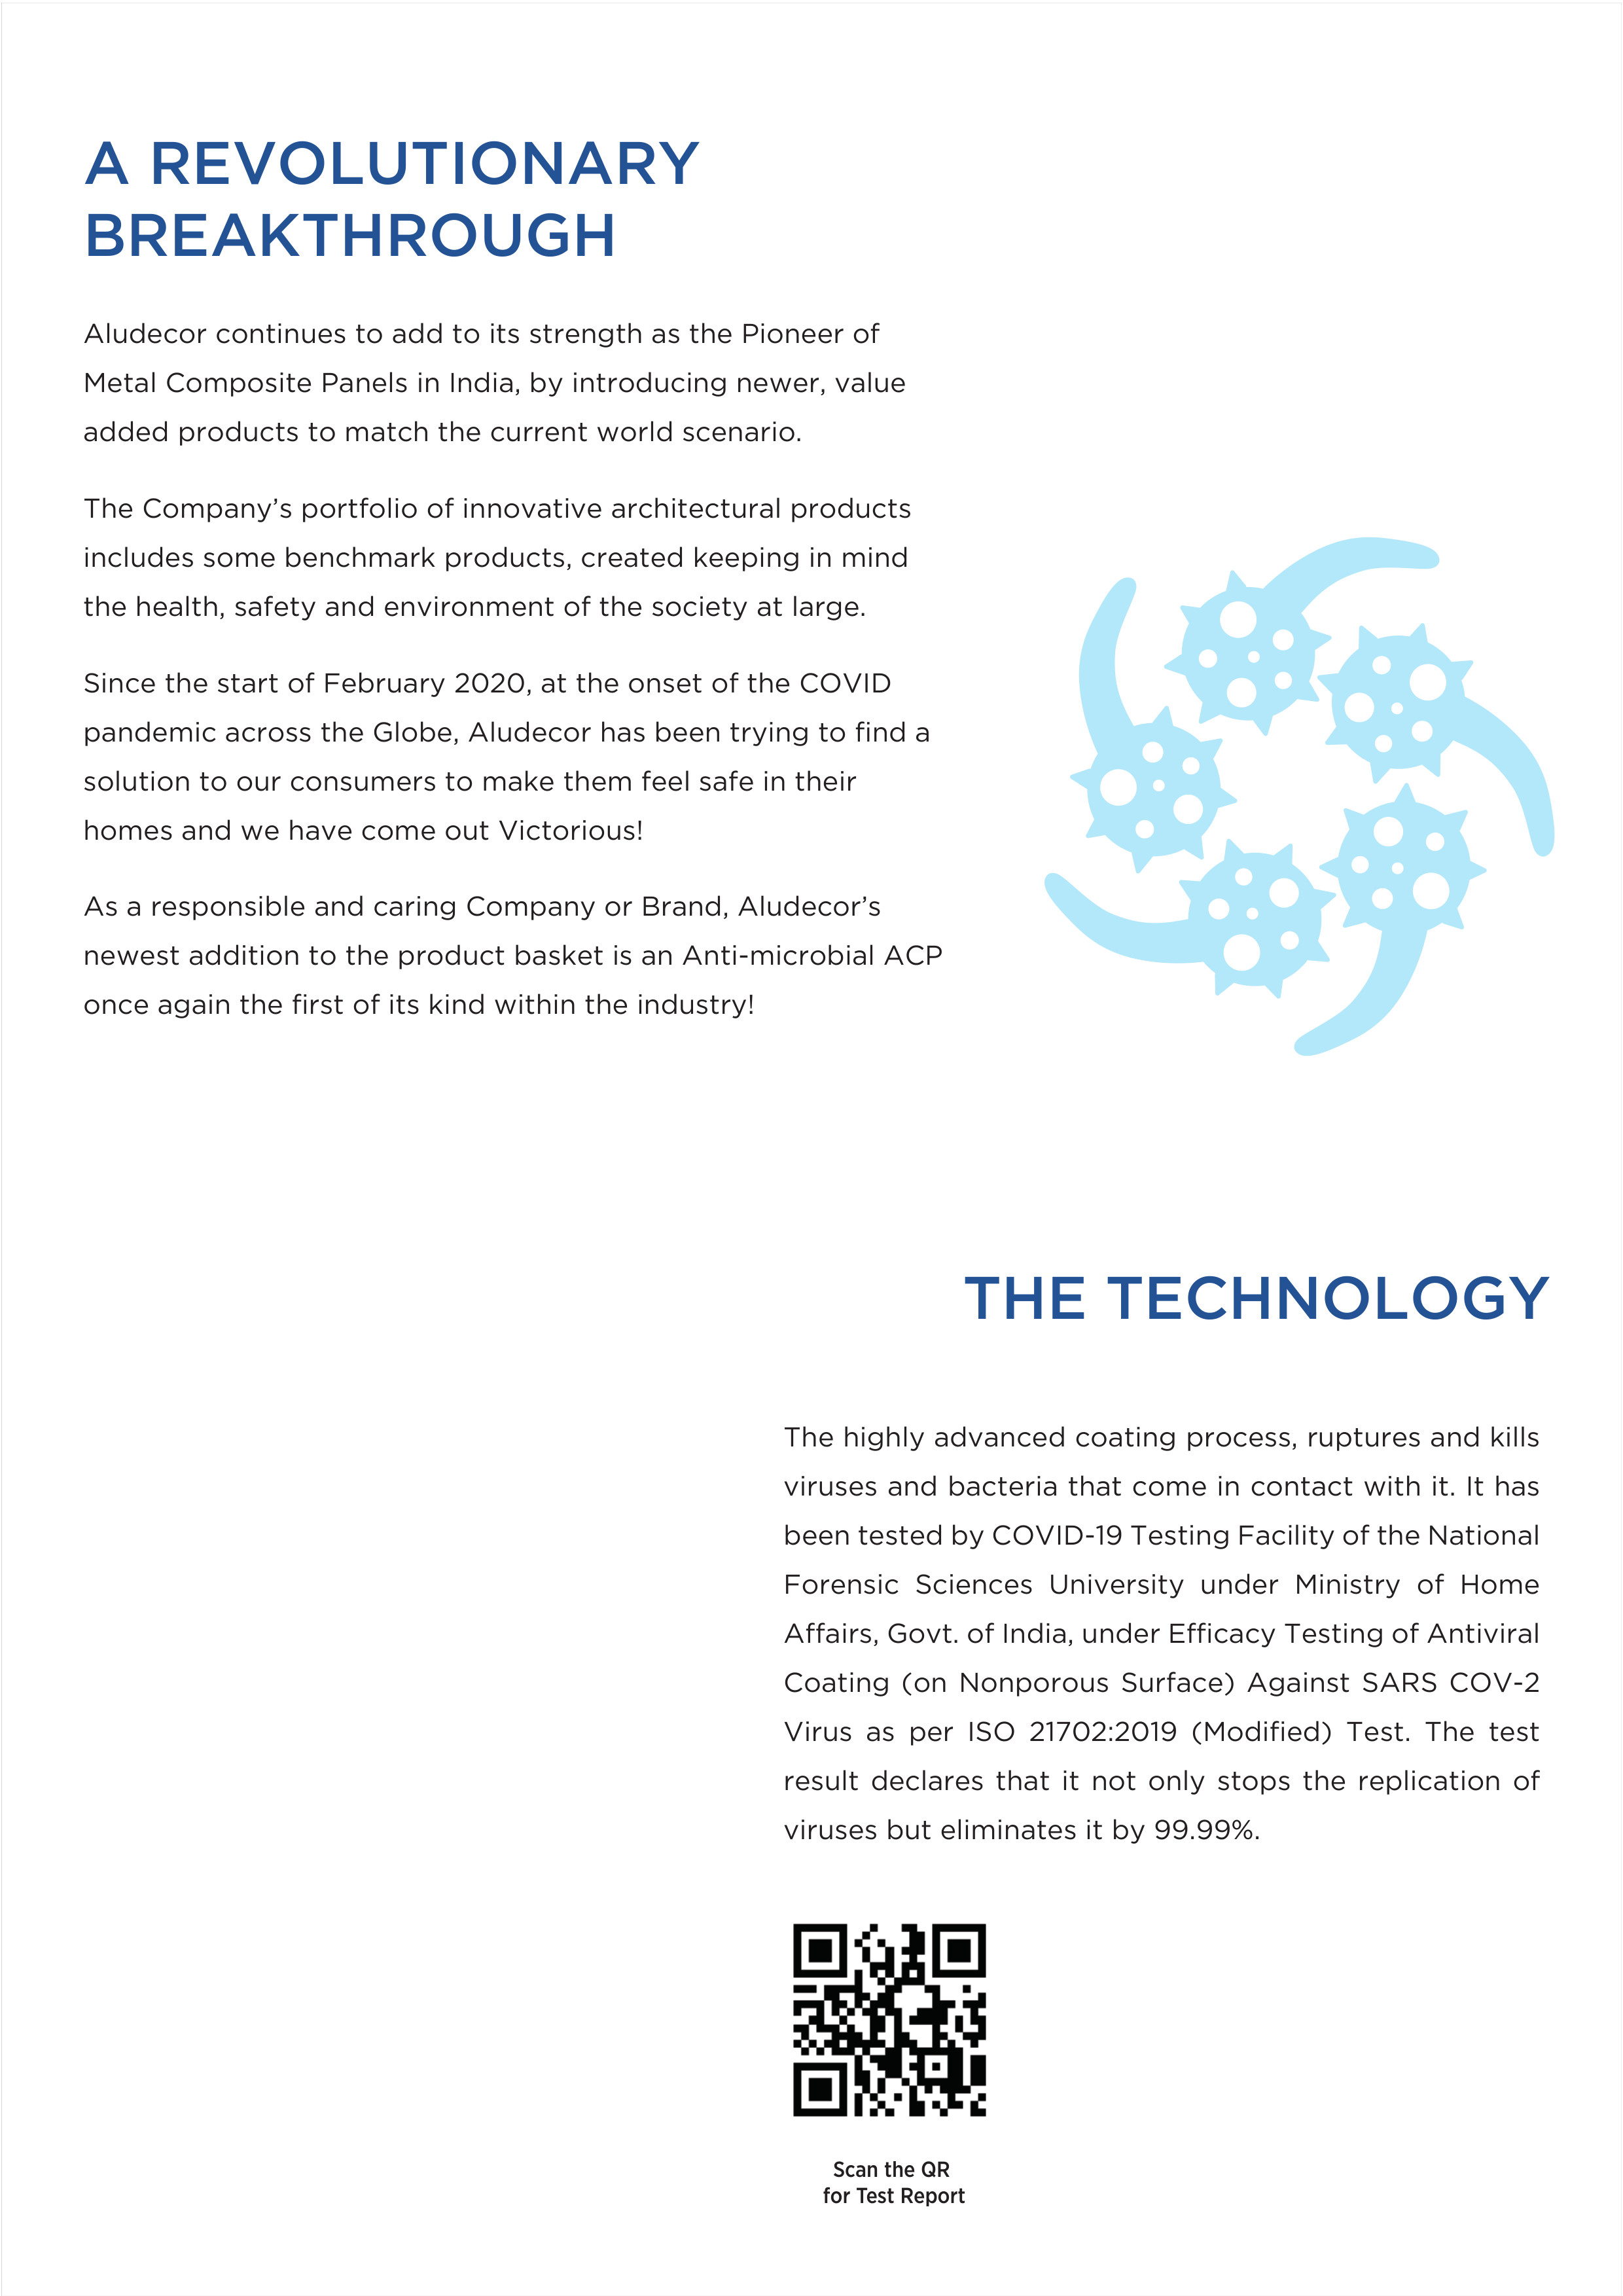 A REVOLUTIONARY
BREAKTHROUGH
Aludecor continues to add to its strength as the Pioneer of
Metal Composite Panels in India, by introducing newer, value
added products to match the current world scenario.
The Company’s portfolio of innovative architectural products
includes some benchmark products, created keeping in mind
the health, safety and environment of the society at large.
Since the start of February 2020, at the onset of the COVID
pandemic across the Globe, Aludecor has been trying to find a
solution to our consumers to make them feel safe in their
homes and we have come out Victorious!
As a responsible and caring Company or Brand, Aludecor’s
newest addition to the product basket is an Anti-microbial ACP
once again the first of its kind within the industry!
THE TECHNOLOGY
The highly advanced coating process, ruptures and kills
viruses and bacteria that come in contact with it. It has
been tested by COVID-19 Testing Facility of the National
Forensic Sciences University under Ministry of Home
Affairs, Govt. of India, under Efficacy Testing of Antiviral
Coating (on Nonporous Surface) Against SARS COV-2
Virus as per ISO 21702:2019 (Modified) Test. The test
result declares that it not only stops the replication of
viruses but eliminates it by 99.99%.
Scan the QR
for Test Report